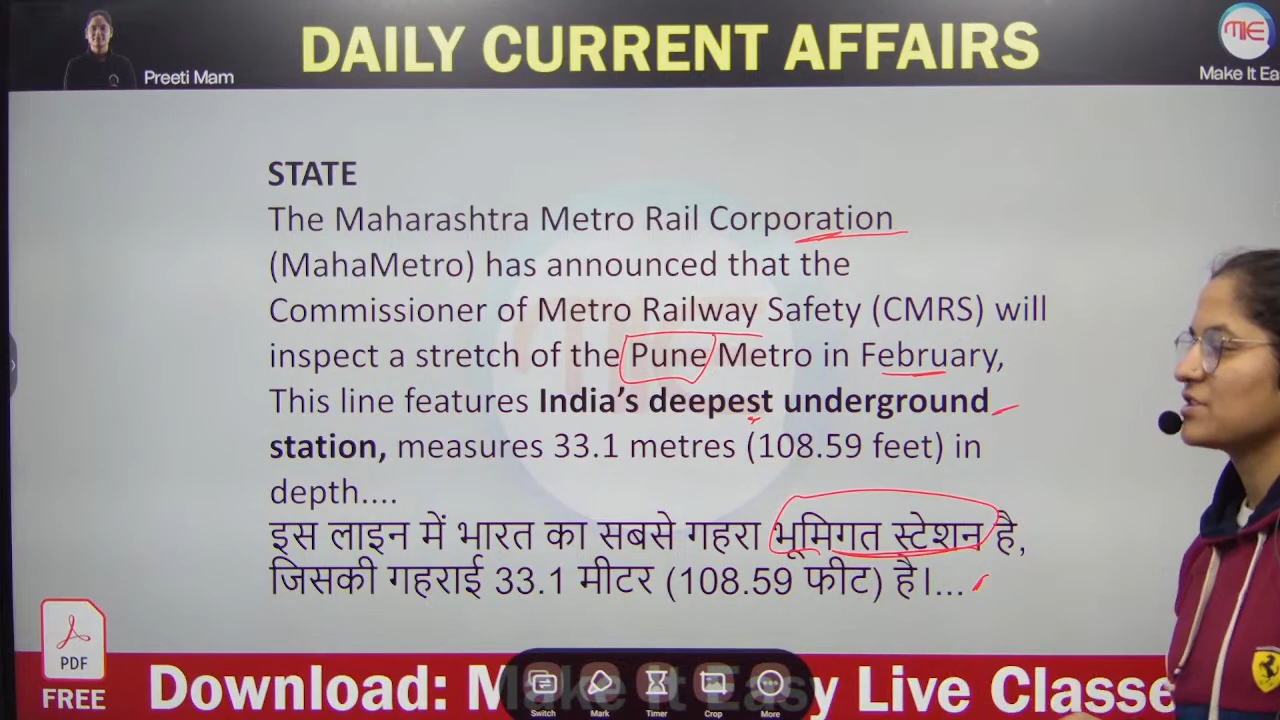 DAILY CURRENT AFFAIRS
Preeti Mam
Make It Ea
STATE
The Maharashtra Metro Rail Corporation
(MahaMetro) has announced that the
Commissioner of Metro Railway Safety (CMRS) will
inspect a stretch of the Pune Metro in February,
This line features India's deepest underground
station, measures 33.1 metres (108.59 feet) in
depth....
इस लाइन में भारत का सबसे गहरा भूमिगत स्टेशन है,
जिसकी गहराई 33.1 मीटर (108.59 फीट) है।...
PDF
FREE
Download: Make It Easy Live Classe
Switch Mark Timer Crop More